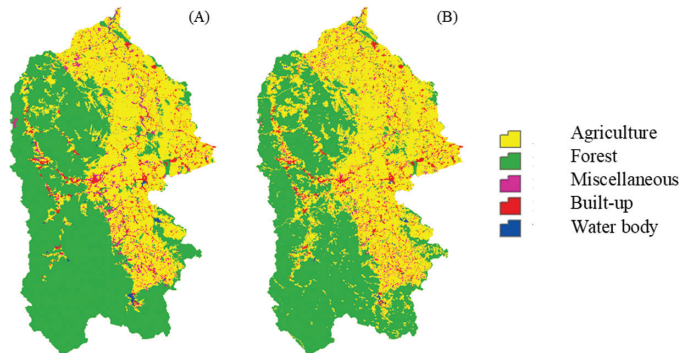 (A)
(B)
Agriculture
Forest
Miscellaneous
Built-up
Water body